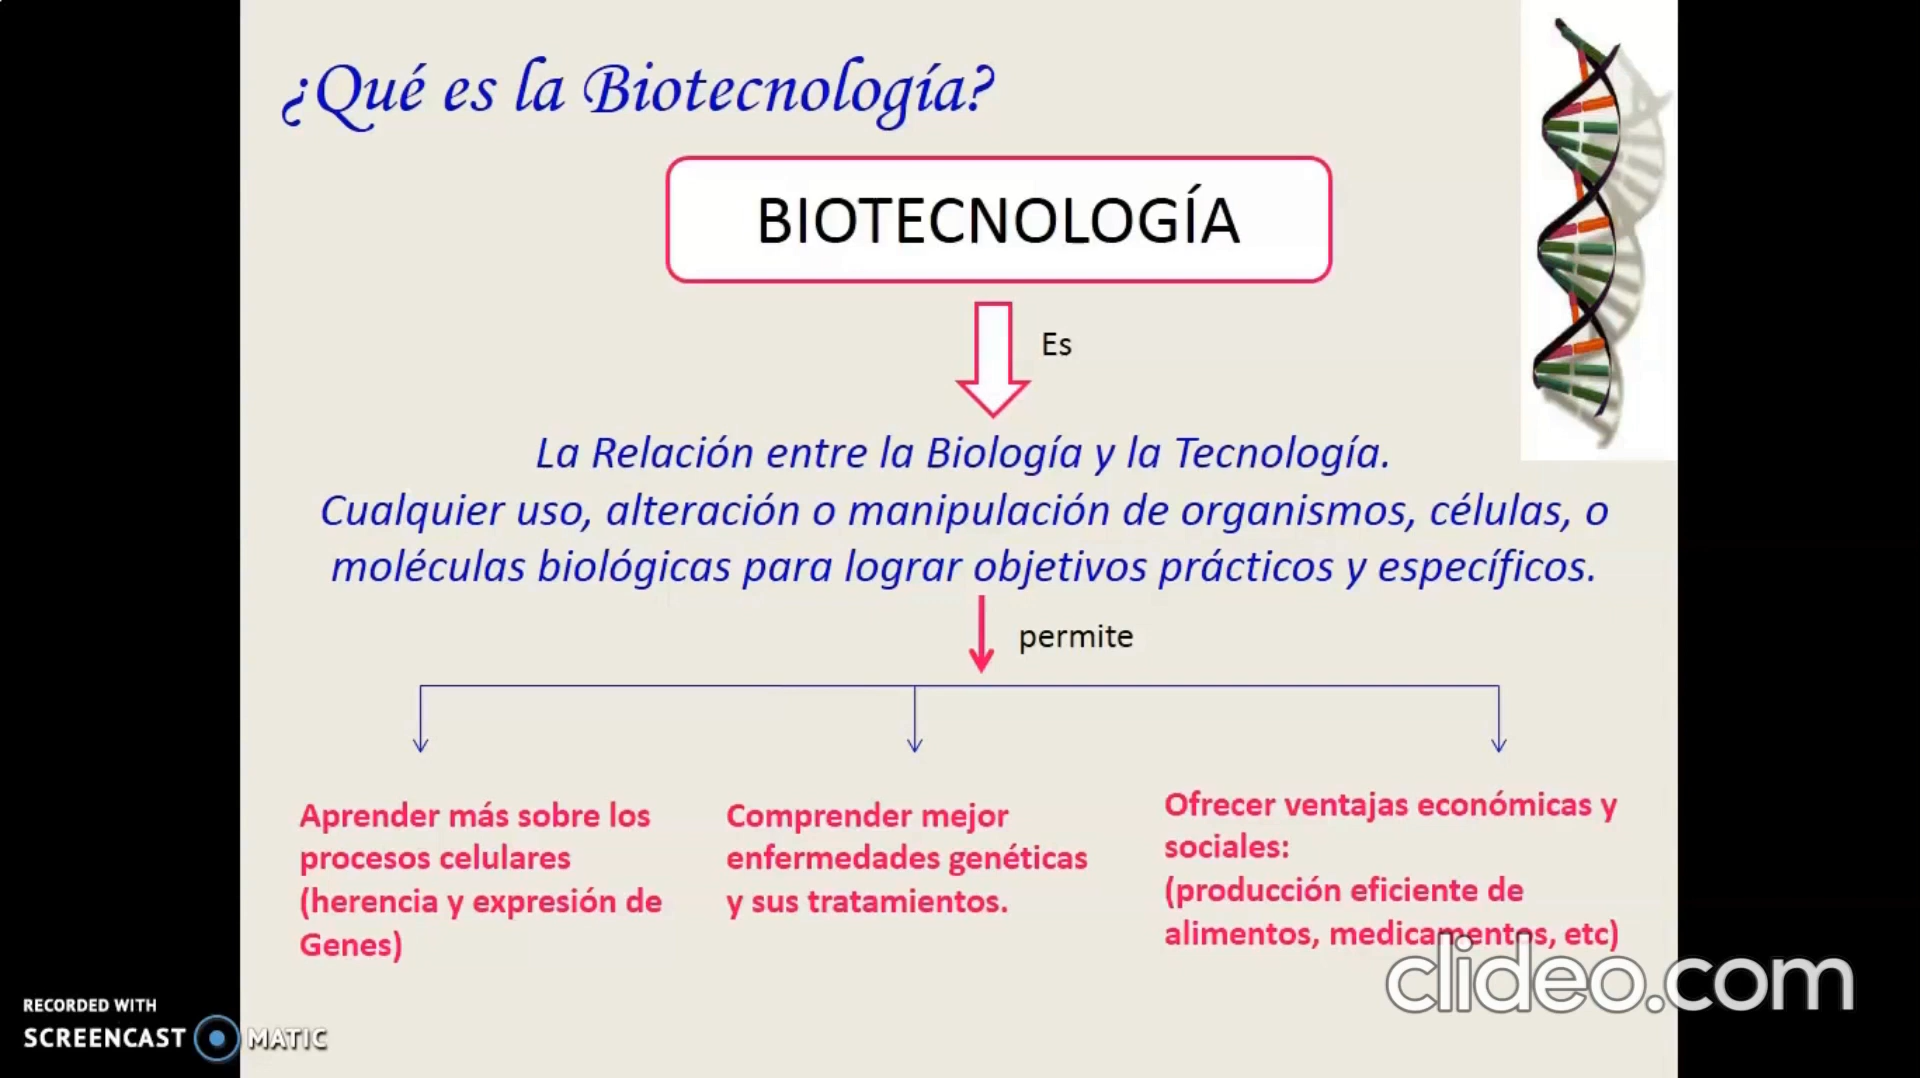 ¿Qué es la Biotecnología?
BIOTECNOLOGÍA
Es
La Relación entre la Biología y la Tecnología.
Cualquier uso, alteración o manipulación de organismos, células, o
moléculas biológicas para lograr objetivos prácticos y específicos.
permite
Aprender más sobre los
procesos celulares
(herencia y expresión de
Genes)
Comprender mejor
enfermedades genéticas
y sus tratamientos.
Ofrecer ventajas económicas y
sociales:
(producción eficiente de
alimentos, medicamentos, etc)
clideo.com
RECORDED WITH
SCREENCAST MATIC